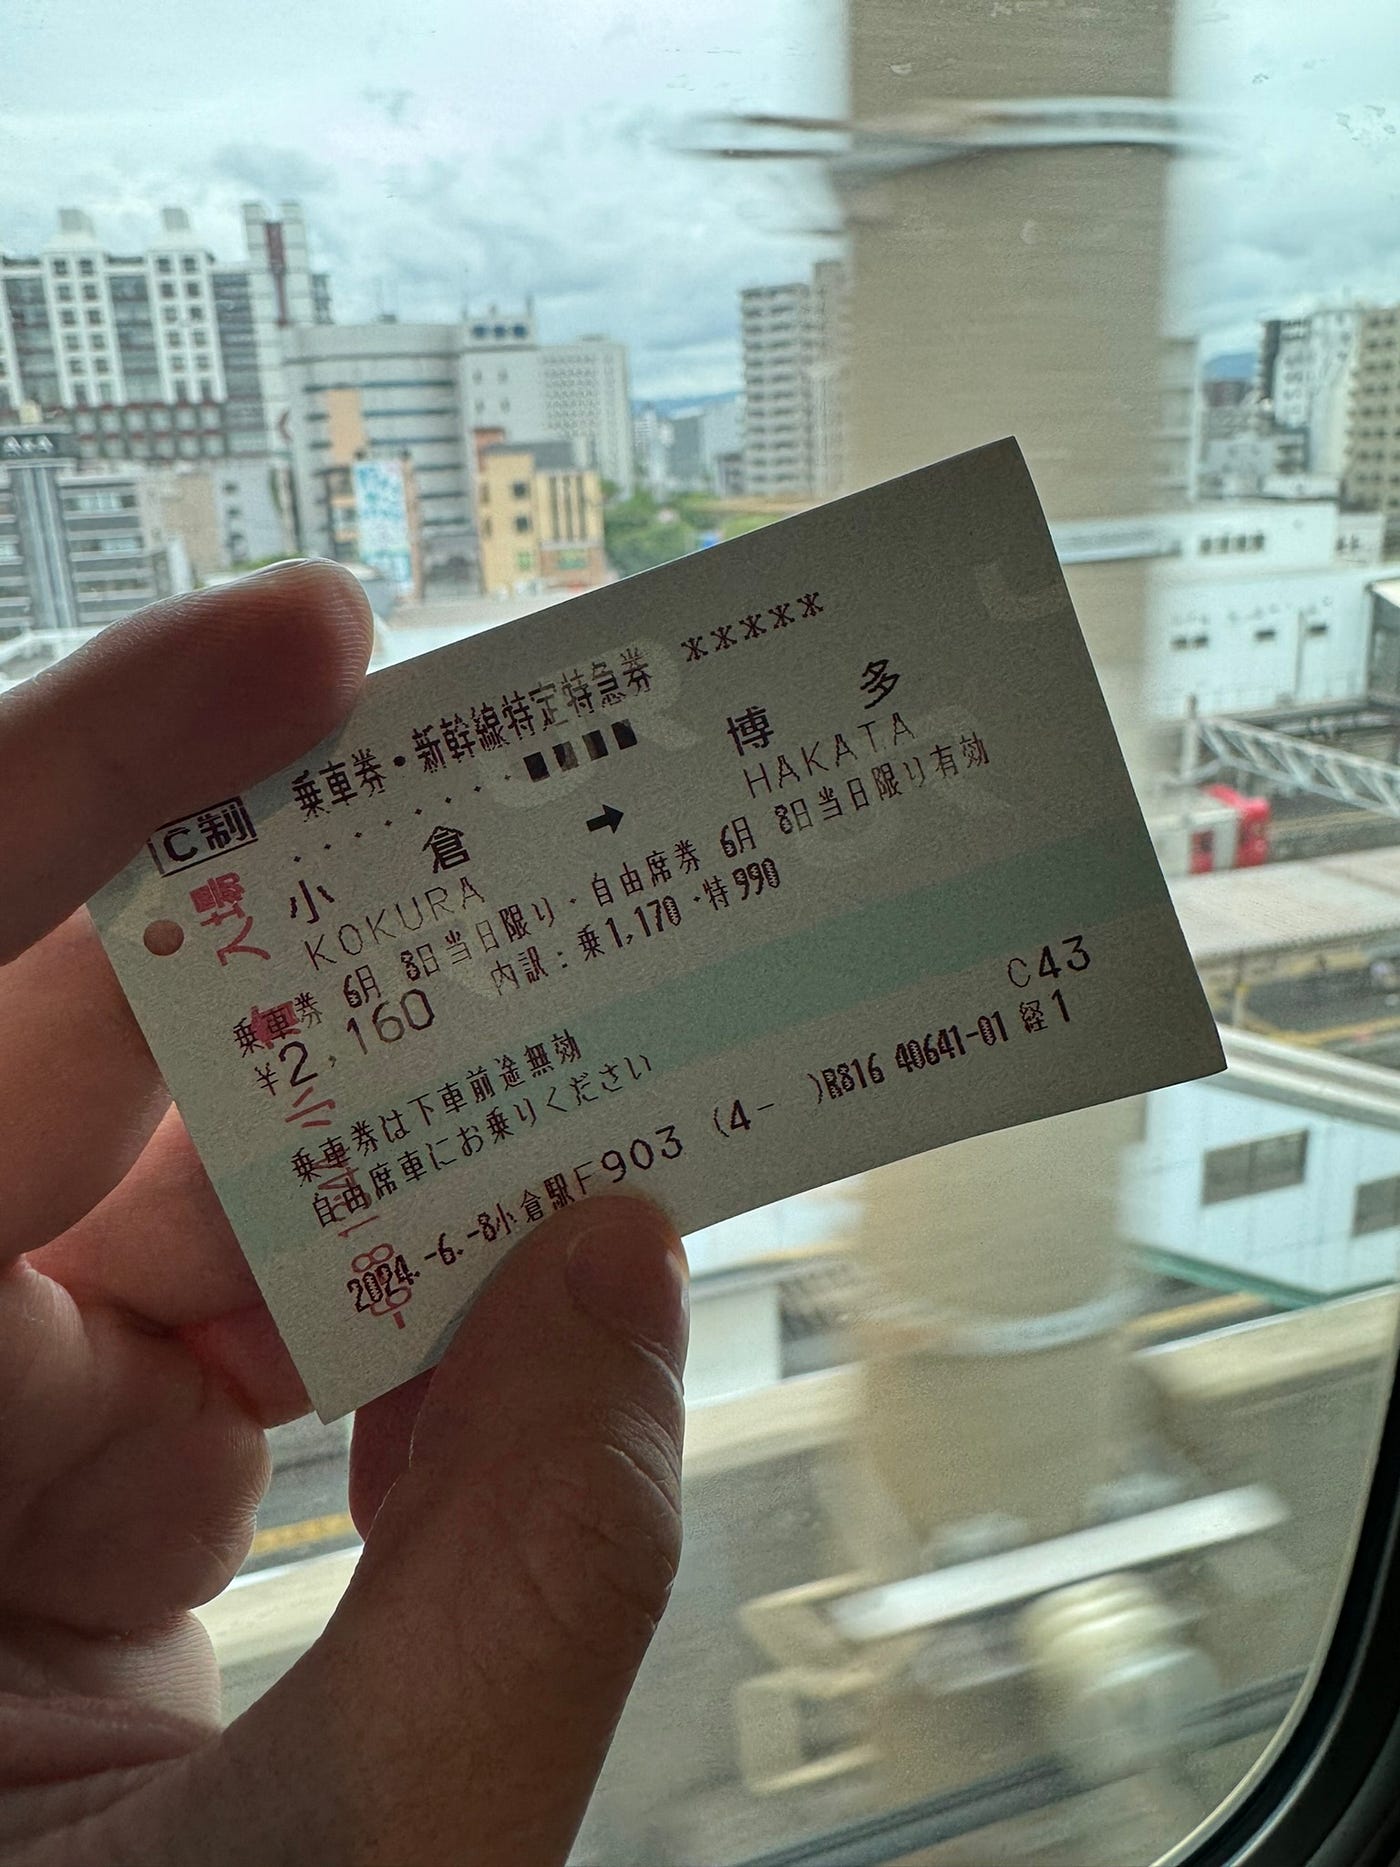 C制
乗車券・新幹線特定特急券 *****
小倉 ➡ 博多
KOKURA HAKATA
乗車券 6月 8日当日限り・自由席券 6月 8日当日限り有効
¥2,160 内訳：乗1,170・特990
C43
乗車券は下車前途無効
自由席車にお乗りください
2024.-6.-8小倉駅F903 (4- )R816 40641-01 経1
入場